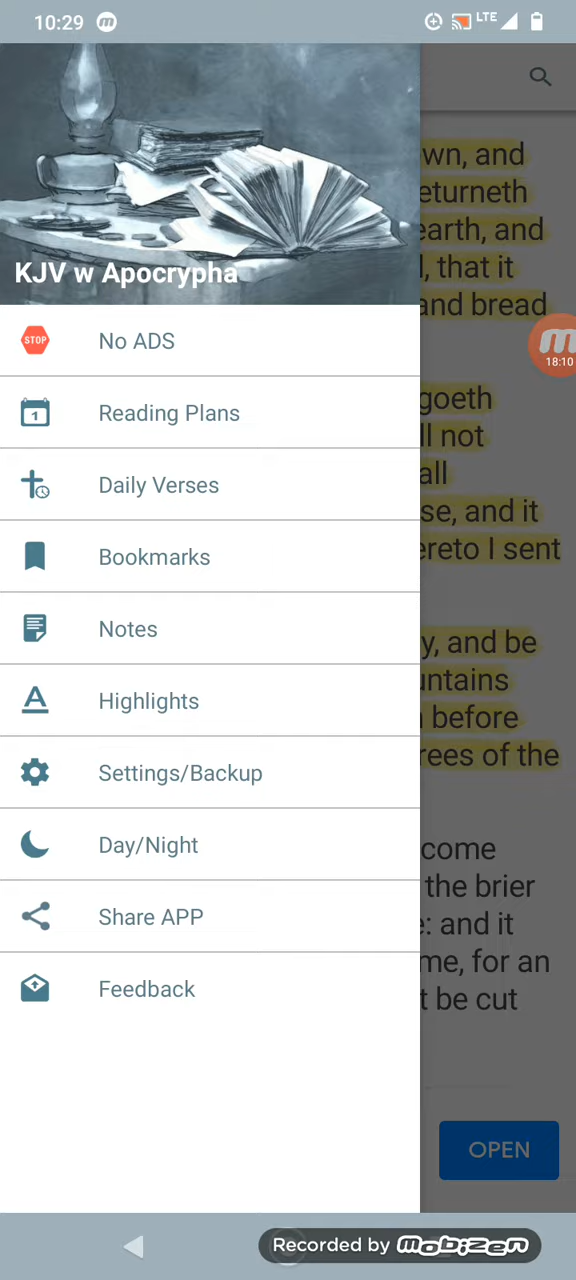 10:29
LTE
KJV w Apocrypha
STOP
No ADS
1
Reading Plans
Daily Verses
Bookmarks
Notes
Highlights
Settings/Backup
Day/Night
Share APP
Feedback
wn, and
eturneth
earth, and
, that it
and bread
18:10
goeth
ll not
all
se, and it
ereto I sent
y, and be
untains
before
rees of the
come
the brier
: and it
me, for an
t be cut
OPEN
Recorded by mobizen